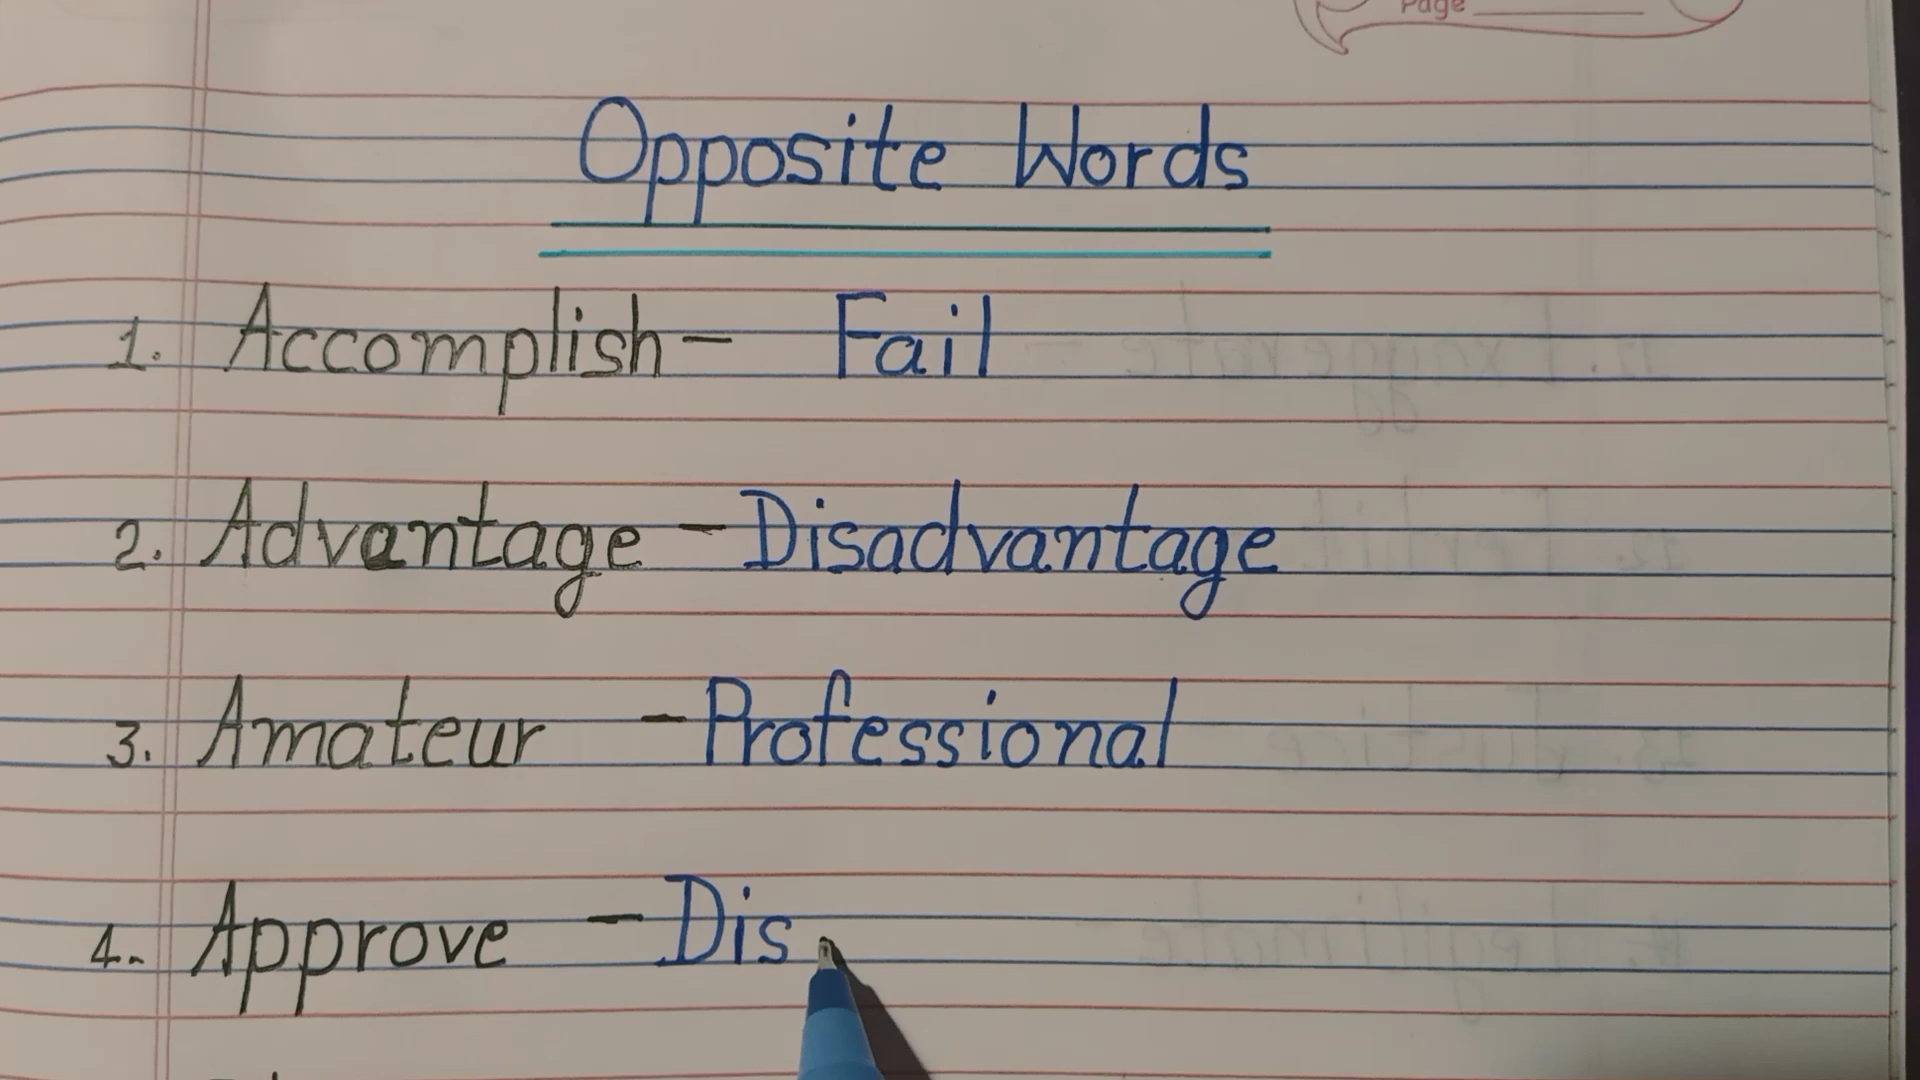 Page
Opposite Words
1. Accomplish - Fail
2. Advantage - Disadvantage
3. Amateur - Professional
4. Approve - Dis